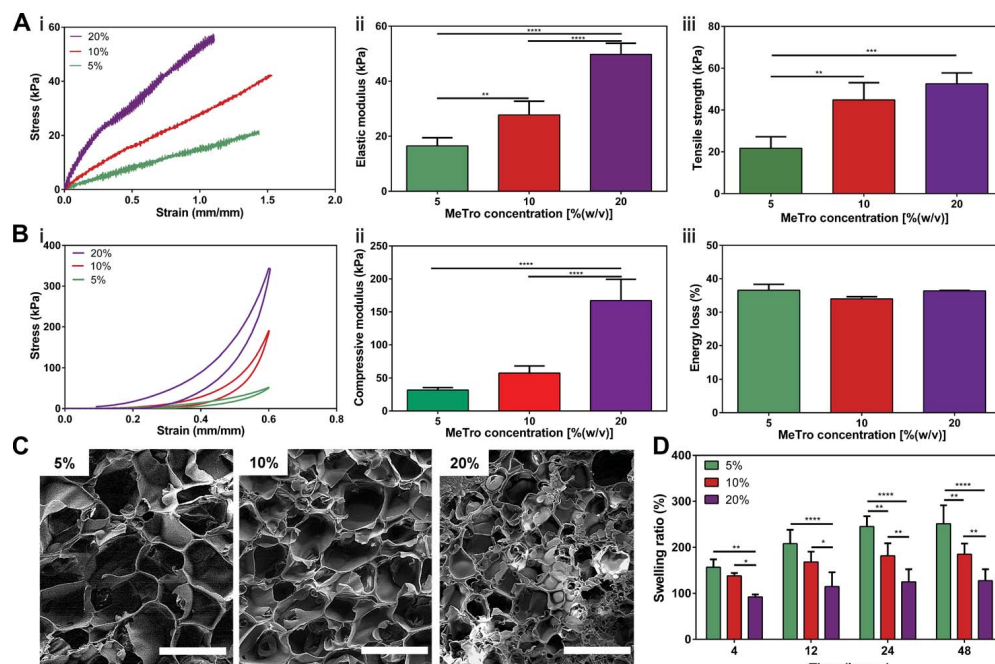 A
i
60
40
20
0
Stress (kPa)
20%
10%
5%
0.0 0.5 1.0 1.5 2.0
Strain (mm/mm)
ii
60
40
20
0
Elastic modulus (kPa)
****
****
**
5 10 20
MeTro concentration [%(w/v)]
iii
80
60
40
20
0
Tensile strength (kPa)
***
**
5 10 20
MeTro concentration [%(w/v)]
B
i
400
300
200
100
0
Stress (kPa)
20%
10%
5%
0.0 0.2 0.4 0.6 0.8
Strain (mm/mm)
ii
250
200
150
100
50
0
Compressive modulus (kPa)
****
****
5 10 20
MeTro concentration [%(w/v)]
iii
50
40
30
20
10
0
Energy loss (%)
5 10 20
MeTro concentration [%(w/v)]
C
5%
10%
20%
D
400
300
200
100
0
Swelling ratio (%)
5%
10%
20%
**
*
****
*
****
**
**
****
**
**
4 12 24 48